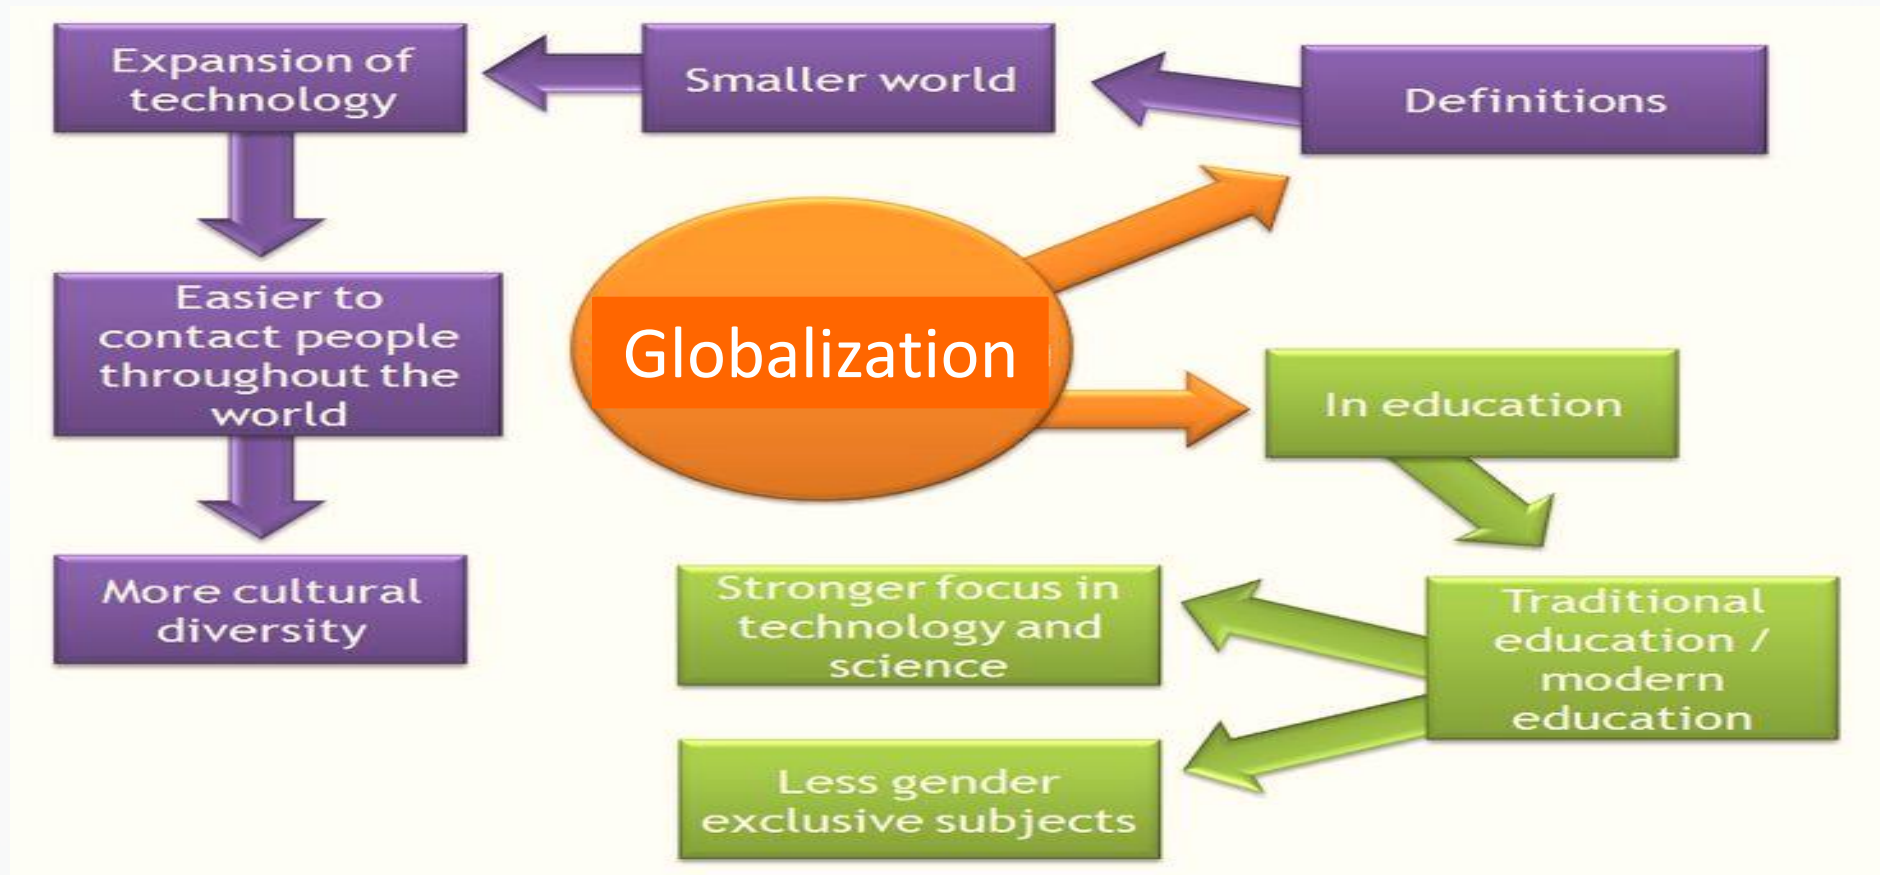 Expansion of
technology
Smaller world
Definitions
Easier to
contact people
throughout the
world
More cultural
diversity
Globalization
In education
Traditional
education /
modern
education
Stronger focus in
technology and
science
Less gender
exclusive subjects